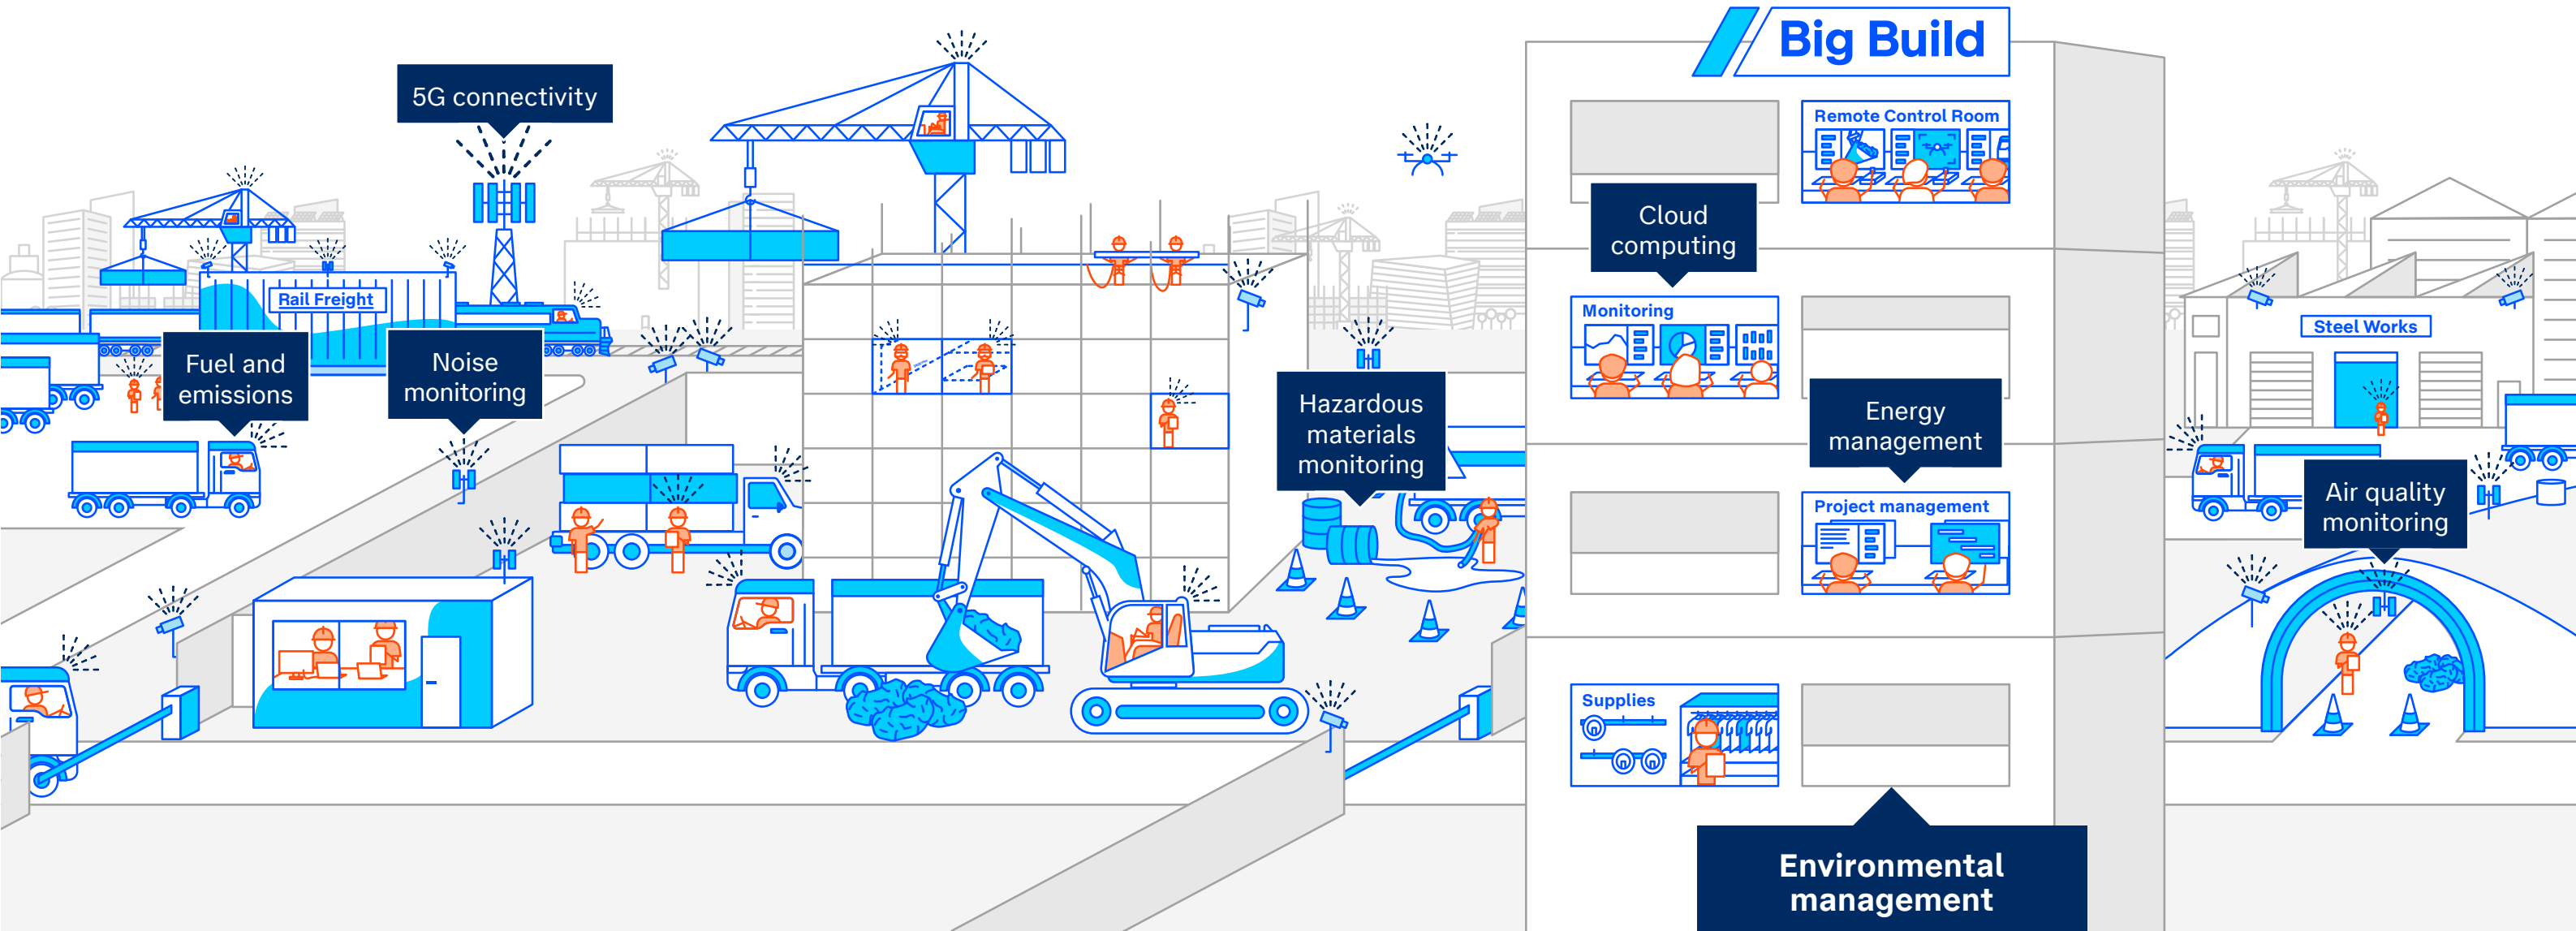 Big Build
5G connectivity
Remote Control Room
Cloud
computing
Rail Freight
Monitoring
Steel Works
Fuel and
emissions
Noise
monitoring
Hazardous
materials
monitoring
Energy
management
Project management
Air quality
monitoring
Supplies
Environmental
management